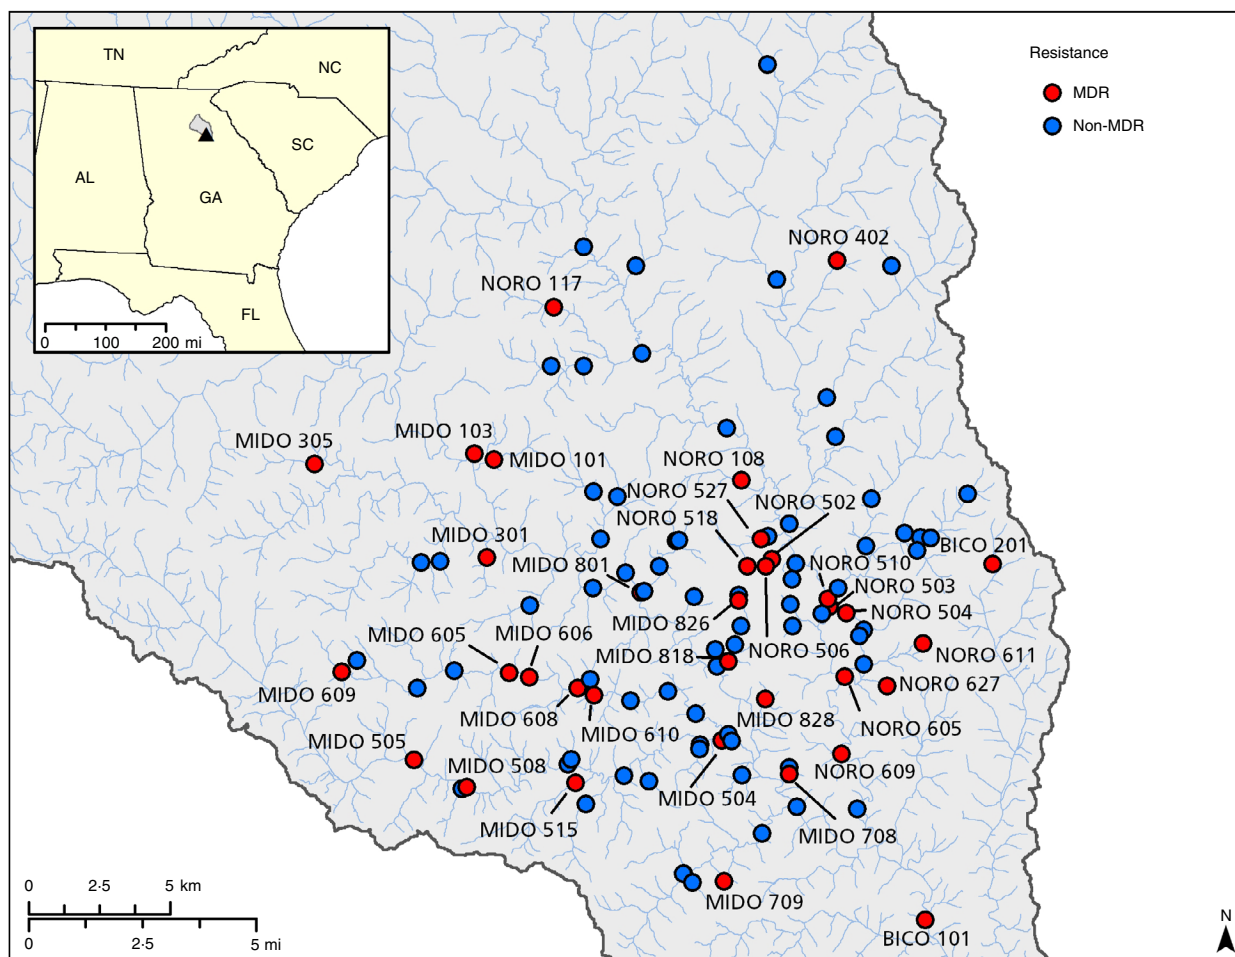 TN
NC
SC
AL
GA
FL
0 200 mi
Resistance
MDR
Non-MDR
NORO 402
NORO 117
MIDO 103
MIDO 305
MIDO 101
NORO 108
NORO 527
NORO 502
NORO 518
MIDO 301
BICO 201
MIDO 801
NORO 510
NORO 503
NORO 504
MIDO 826
MIDO 605
MIDO 606
NORO 506
MIDO 818
NORO 611
NORO 627
MIDO 609
MIDO 608
MIDO 828
NORO 605
MIDO 610
MIDO 505
MIDO 508
NORO 609
MIDO 504
MIDO 515
MIDO 708
0 2·5 5 km
MIDO 709
N
BICO 101
0 2·5 5 mi